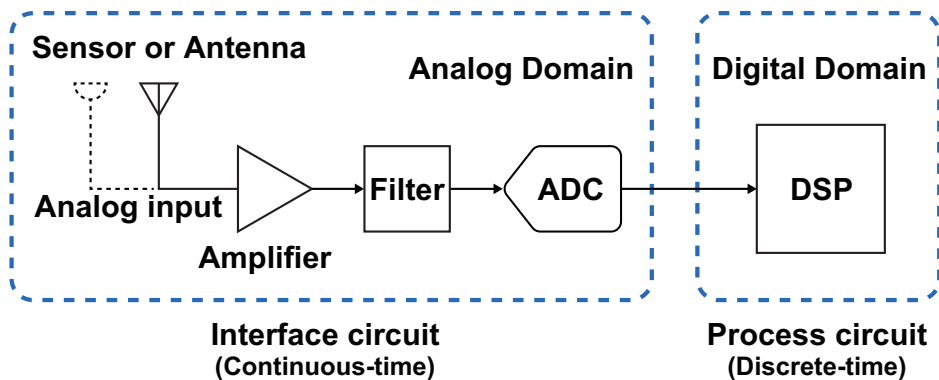 Sensor or Antenna
Analog Domain
Digital Domain
Analog input
Amplifier
Filter
ADC
DSP
Interface circuit
(Continuous-time)
Process circuit
(Discrete-time)